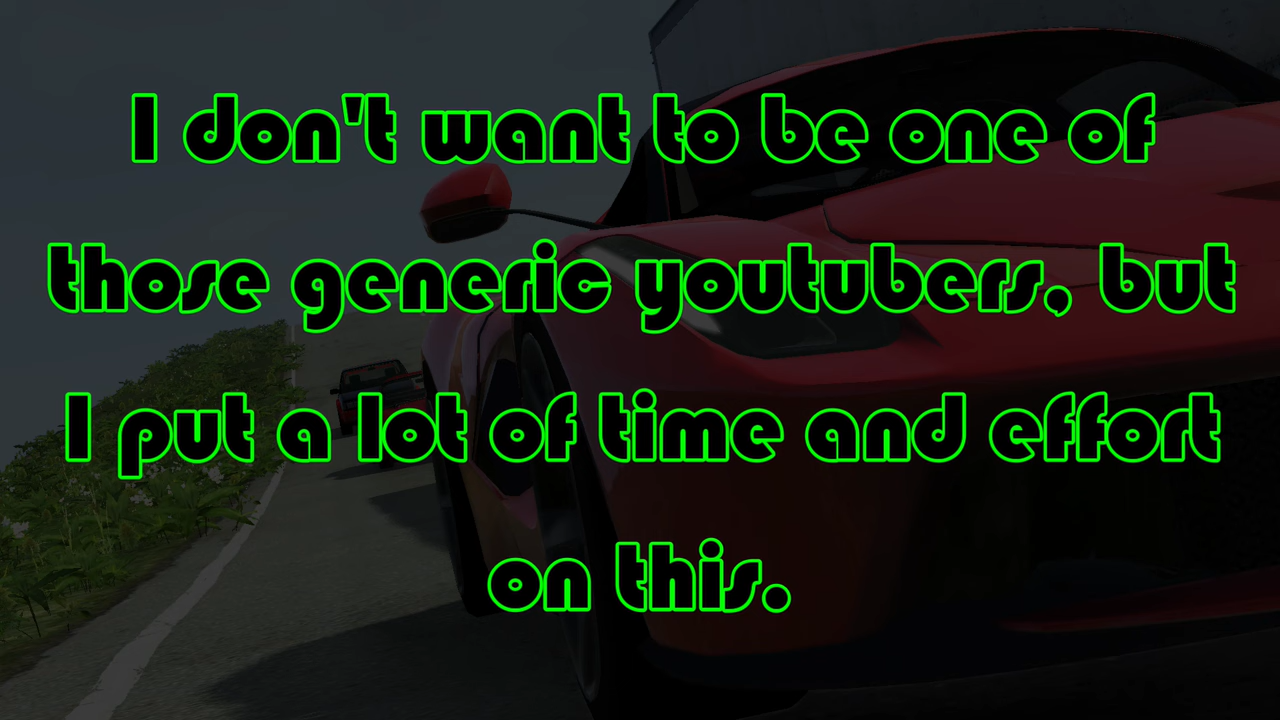 I don't want to be one of
those generic youtubers, but
I put a lot of time and effort
on this.